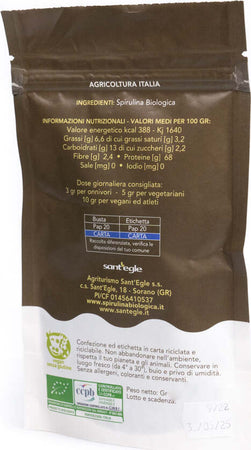 AGRICOLTURA ITALIA
INGREDIENTI: Spirulina Biologica
INFORMAZIONI NUTRIZIONALI - VALORI MEDI PER 100 GR:
Valore energetico kcal 388 - Kj 1640
Grassi [g] 6,6 di cui grassi saturi [g] 3,2
Carboidrati [g] 13 di cui zuccheri [g] 2,2
Fibre [g] 2,4 • Proteine [g] 68
Sale [mg] 0 • Iodio [mg] 0
Dose giornaliera consigliata:
3 gr per onnivori - 5 gr per vegetariani
10 gr per vegani ed atleti
Busta Etichetta
Pap 20 Pap 20
CARTA CARTA
Raccolta differenziata, verifica le
disposizioni del tuo comune
sant'egle
Agriturismo Sant'Egle s.s.
c.s. Sant'Egle, 18 - Sorano (GR)
PI/CF 01456410537
www.spirulinabiologica.it
www.santegle.it
Confezione ed etichetta in carta riciclata e
riciclabile. Non abbandonare nell'ambiente,
rispetta il tuo pianeta e gli animali. Conservare in
luogo fresco (da 4° a 30°), buio e privo di umidità.
Senza allergeni, coloranti e conservanti.
ccpb
Peso netto: Gr
Lotto e scadenza: